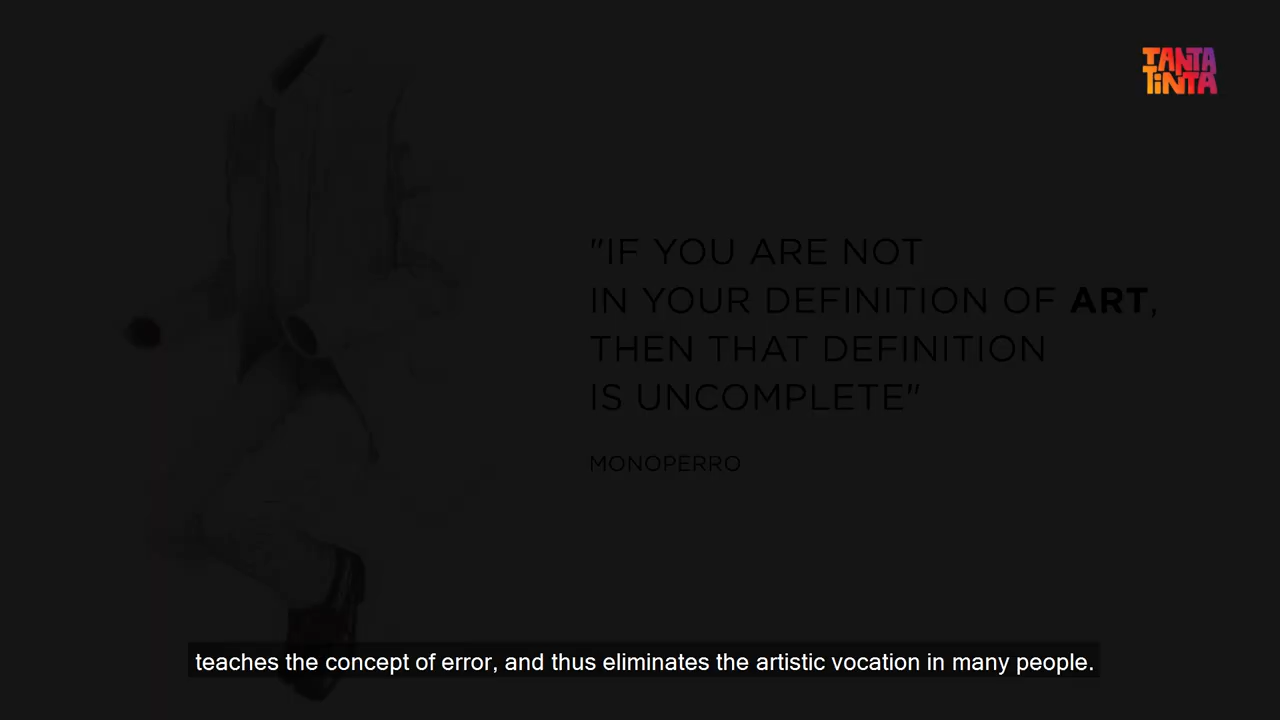 TANTA
TINTA
"IF YOU ARE NOT
IN YOUR DEFINITION OF ART,
THEN THAT DEFINITION
IS UNCOMPLETE"
MONOPERRO
teaches the concept of error, and thus eliminates the artistic vocation in many people.